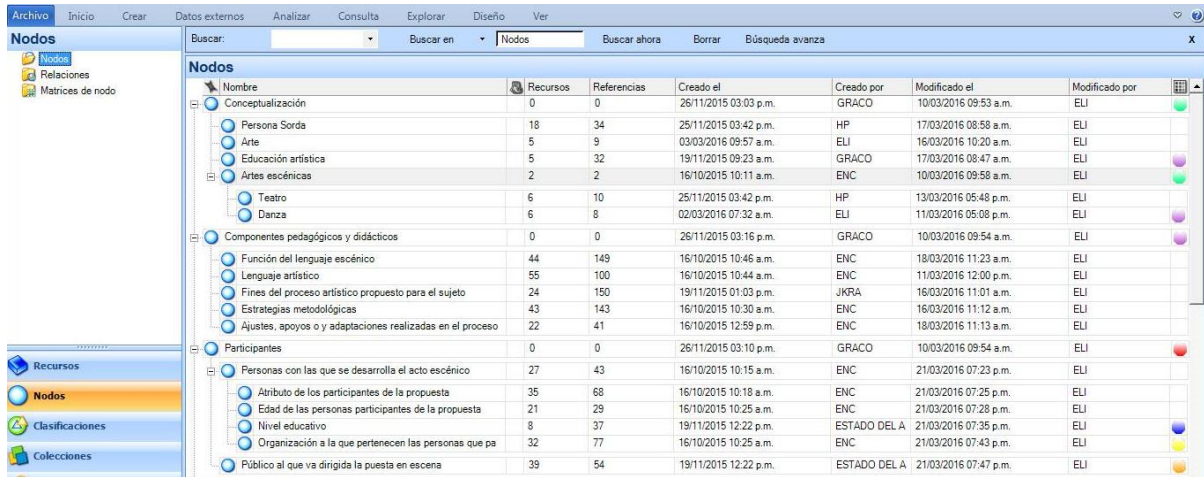 Archivo Inicio Crear Datos externos Analizar Consulta Explorar Diseño Ver
Nodos
Buscar: Buscar en Nodos Buscar ahora Borrar Búsqueda avanza X
Nodos
Relaciones
Matrices de nodo
Nodos
Nombre Recursos Referencias Creado el Creado por Modificado el Modificado por
Conceptualización 0 0 26/11/2015 03:03 p.m. GRACO 10/03/2016 09:53 a.m. ELI
Persona Sorda 18 34 25/11/2015 03:42 p.m. HP 17/03/2016 08:58 a.m. ELI
Arte 5 9 03/03/2016 09:57 a.m. ELI 16/03/2016 10:20 a.m. ELI
Educación artística 5 32 19/11/2015 09:23 a.m. GRACO 17/03/2016 08:47 a.m. ELI
Artes escénicas 2 2 16/10/2015 10:11 a.m. ENC 10/03/2016 09:58 a.m. ELI
Teatro 6 10 25/11/2015 03:42 p.m. HP 13/03/2016 05:48 p.m. ELI
Danza 6 8 02/03/2016 07:32 a.m. ELI 11/03/2016 05:08 p.m. ELI
Componentes pedagógicos y didácticos 0 0 26/11/2015 03:16 p.m. GRACO 10/03/2016 09:54 a.m. ELI
Función del lenguaje escénico 44 149 16/10/2015 10:46 a.m. ENC 18/03/2016 11:23 a.m. ELI
Lenguaje artístico 55 100 16/10/2015 10:44 a.m. ENC 11/03/2016 12:00 p.m. ELI
Fines del proceso artístico propuesto para el sujeto 24 150 19/11/2015 01:03 p.m. JKRA 16/03/2016 11:01 a.m. ELI
Estrategias metodológicas 43 143 16/10/2015 10:30 a.m. ENC 16/03/2016 11:12 a.m. ELI
Ajustes, apoyos o y adaptaciones realizadas en el proceso 22 41 16/10/2015 12:59 p.m. ENC 18/03/2016 11:13 a.m. ELI
Participantes 0 0 26/11/2015 03:10 p.m. GRACO 10/03/2016 09:54 a.m. ELI
Personas con las que se desarrolla el acto escénico 27 43 16/10/2015 10:15 a.m. ENC 21/03/2016 07:23 p.m. ELI
Atributo de los participantes de la propuesta 35 68 16/10/2015 10:18 a.m. ENC 21/03/2016 07:25 p.m. ELI
Edad de las personas participantes de la propuesta 21 29 16/10/2015 10:25 a.m. ENC 21/03/2016 07:28 p.m. ELI
Nivel educativo 8 37 19/11/2015 12:22 p.m. ESTADO DEL A 21/03/2016 07:35 p.m. ELI
Organización a la que pertenecen las personas que pa 32 77 16/10/2015 10:25 a.m. ENC 21/03/2016 07:43 p.m. ELI
Público al que va dirigida la puesta en escena 39 54 19/11/2015 12:22 p.m. ESTADO DEL A 21/03/2016 07:47 p.m. ELI
Recursos
Nodos
Clasificaciones
Colecciones